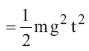 = 1/2 m g² t²